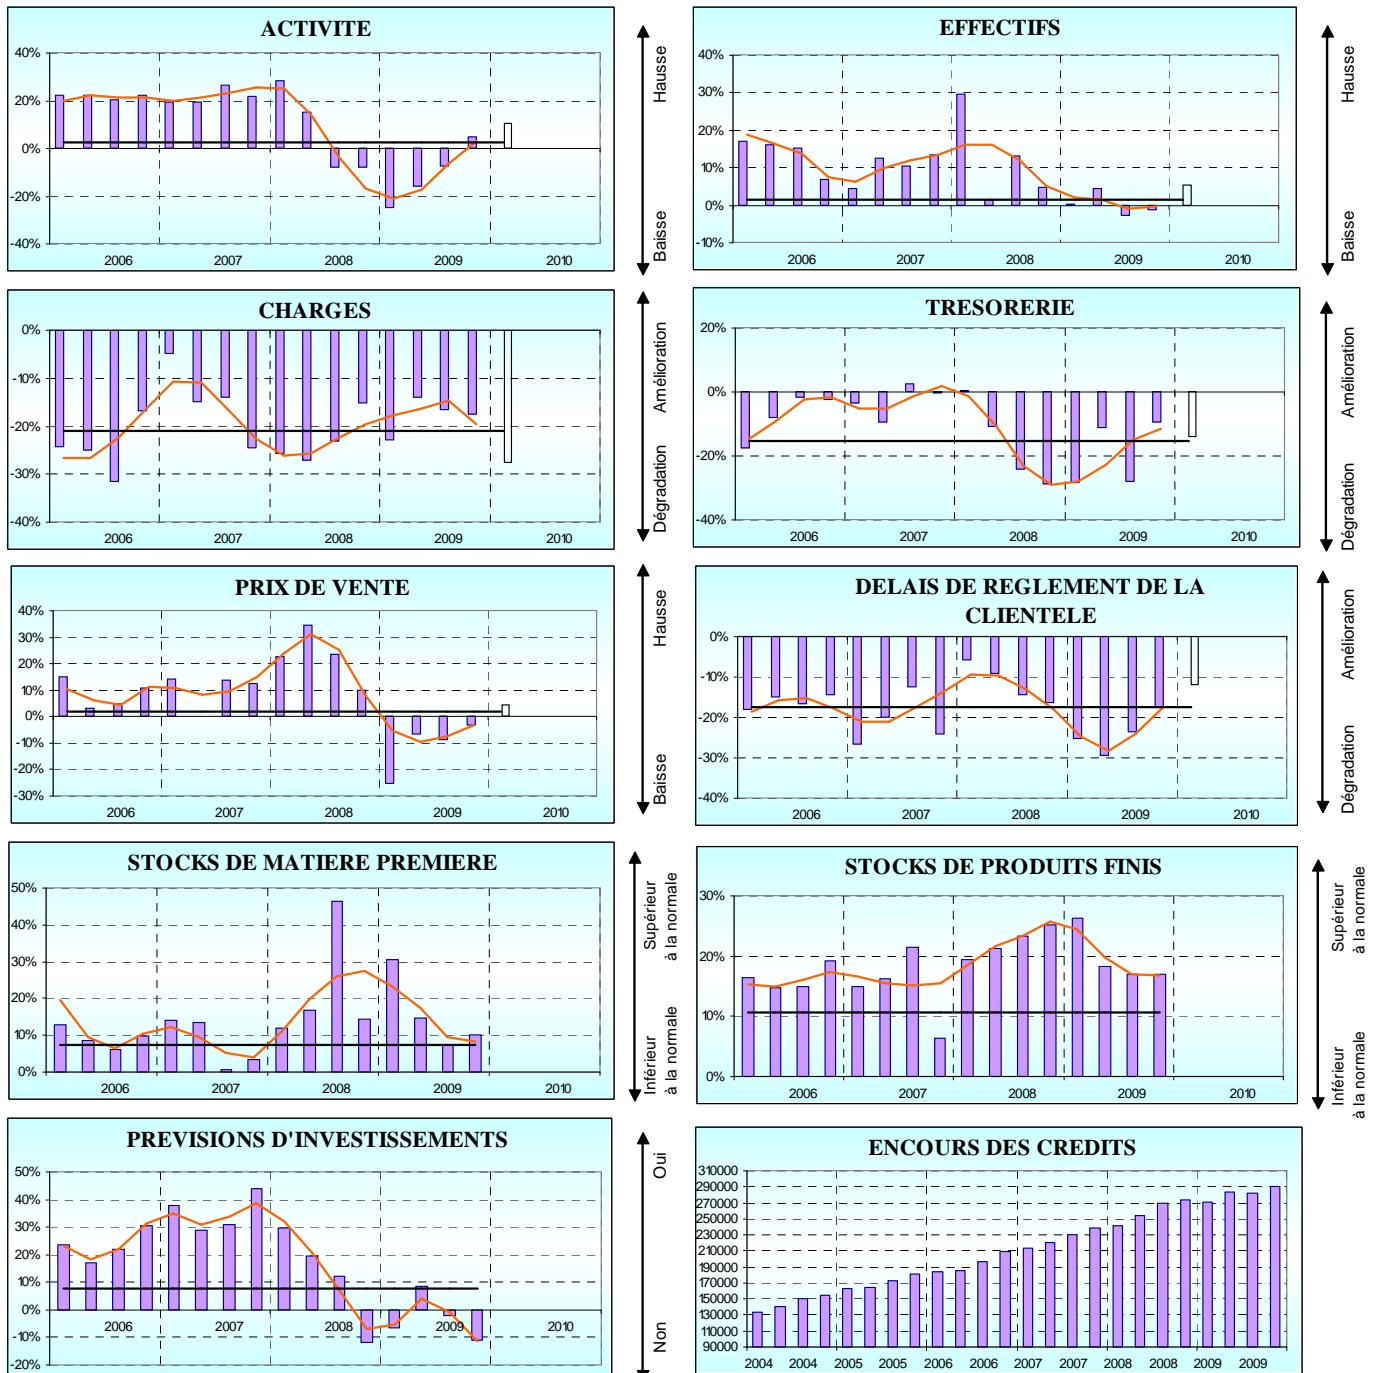 ACTIVITE
40%
20%
0%
-20%
-40%
2006 2007 2008 2009 2010
Hausse
Baisse
EFFECTIFS
40%
30%
20%
10%
0%
-10%
2006 2007 2008 2009 2010
Hausse
Baisse
CHARGES
0%
-10%
-20%
-30%
-40%
2006 2007 2008 2009 2010
Amélioration
Dégradation
TRESORERIE
20%
0%
-20%
-40%
2006 2007 2008 2009 2010
Amélioration
Dégradation
PRIX DE VENTE
40%
30%
20%
10%
0%
-10%
-20%
-30%
2006 2007 2008 2009 2010
Hausse
Baisse
DELAIS DE REGLEMENT DE LA
CLIENTELE
0%
-10%
-20%
-30%
-40%
2006 2007 2008 2009 2010
Amélioration
Dégradation
STOCKS DE MATIERE PREMIERE
50%
40%
30%
20%
10%
0%
2006 2007 2008 2009 2010
Supérieur
à la normale
Inférieur
à la normale
STOCKS DE PRODUITS FINIS
30%
20%
10%
0%
2006 2007 2008 2009 2010
Supérieur
à la normale
Inférieur
à la normale
PREVISIONS D'INVESTISSEMENTS
50%
40%
30%
20%
10%
0%
-10%
-20%
2006 2007 2008 2009 2010
Oui
Non
ENCOURS DES CREDITS
310000
290000
270000
250000
230000
210000
190000
170000
150000
130000
110000
90000
2004 2004 2005 2005 2006 2006 2007 2007 2008 2008 2009 2009